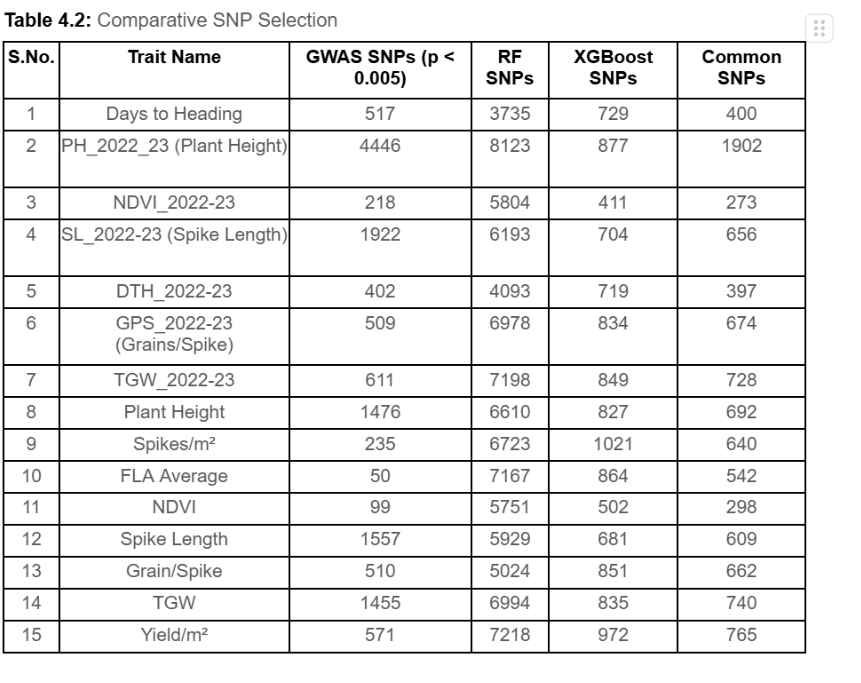 Table 4.2: Comparative SNP Selection
S.No. Trait Name GWAS SNPs (p < 0.005) RF SNPs XGBoost SNPs Common SNPs
1 Days to Heading 517 3735 729 400
2 PH_2022_23 (Plant Height) 4446 8123 877 1902
3 NDVI_2022-23 218 5804 411 273
4 SL_2022-23 (Spike Length) 1922 6193 704 656
5 DTH_2022-23 402 4093 719 397
6 GPS_2022-23 (Grains/Spike) 509 6978 834 674
7 TGW_2022-23 611 7198 849 728
8 Plant Height 1476 6610 827 692
9 Spikes/m² 235 6723 1021 640
10 FLA Average 50 7167 864 542
11 NDVI 99 5751 502 298
12 Spike Length 1557 5929 681 609
13 Grain/Spike 510 5024 851 662
14 TGW 1455 6994 835 740
15 Yield/m² 571 7218 972 765